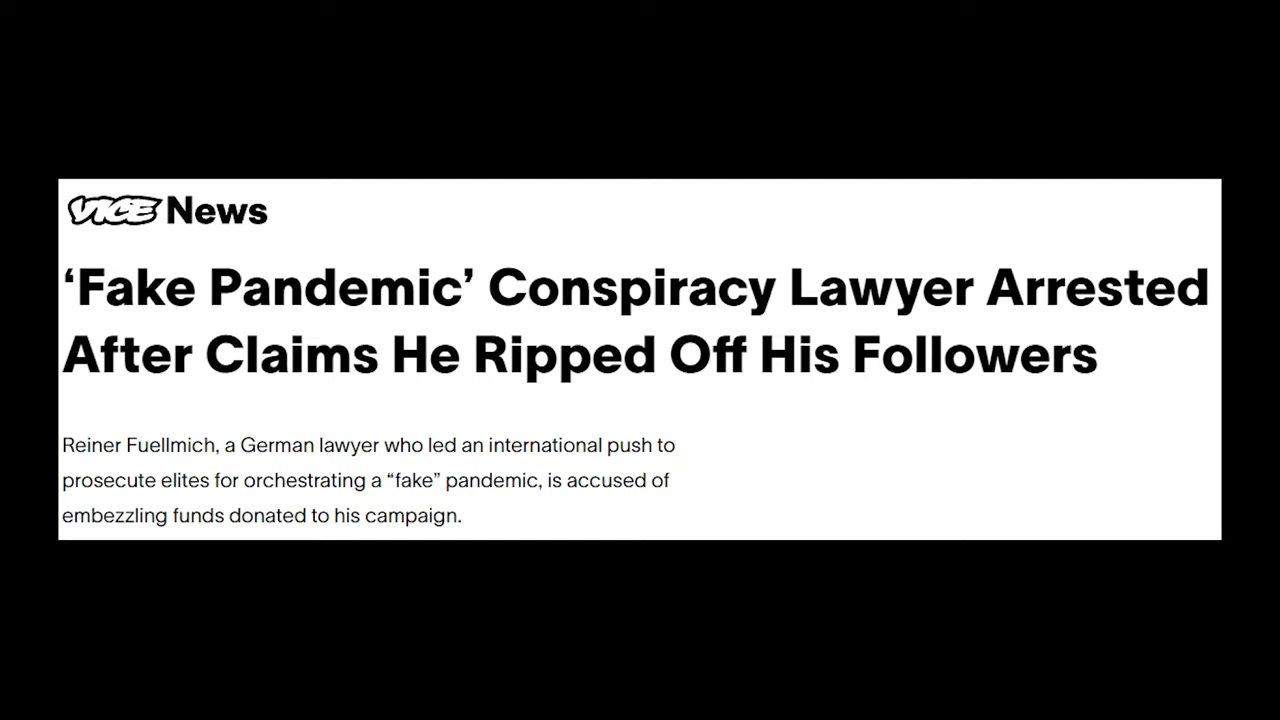 VICE News
‘Fake Pandemic’ Conspiracy Lawyer Arrested
After Claims He Ripped Off His Followers
Reiner Fuellmich, a German lawyer who led an international push to
prosecute elites for orchestrating a “fake” pandemic, is accused of
embezzling funds donated to his campaign.